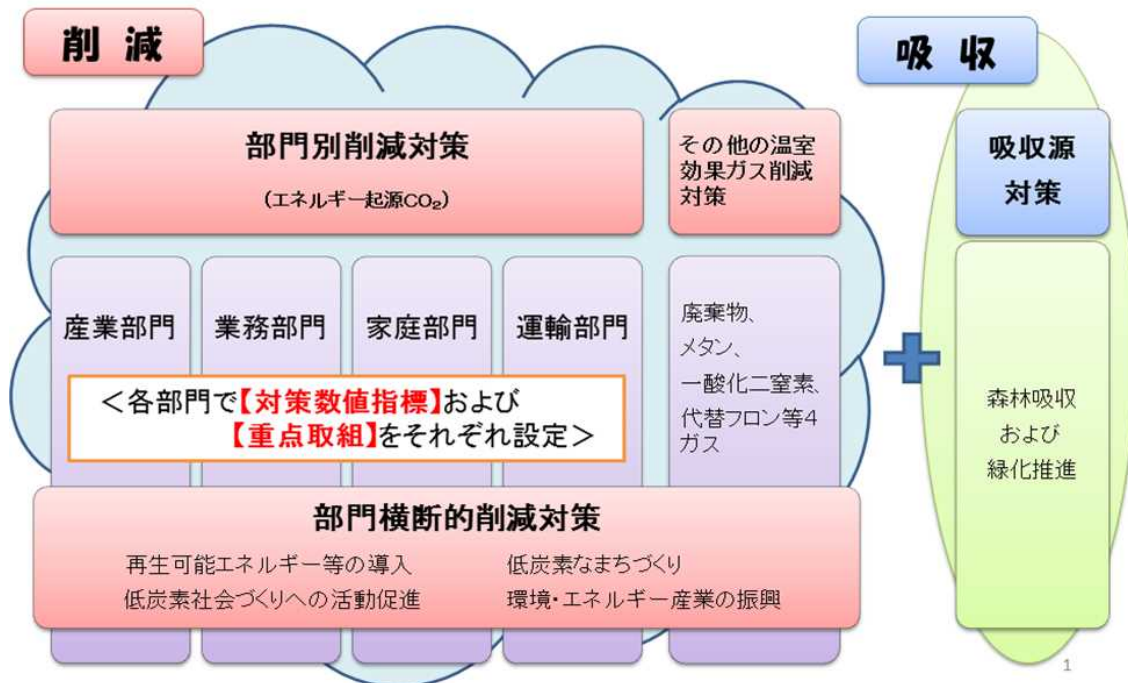 削 減
吸 収
部門別削減対策
(エネルギー起源CO₂)
その他の温室
効果ガス削減
対策
吸収源
対策
産業部門
業務部門
家庭部門
運輸部門
廃棄物、
メタン、
一酸化二窒素、
代替フロン等4
ガス
＜各部門で【対策数値指標】および
【重点取組】をそれぞれ設定＞
森林吸収
および
緑化推進
部門横断的削減対策
再生可能エネルギー等の導入
低炭素なまちづくり
低炭素社会づくりへの活動促進
環境・エネルギー産業の振興
1